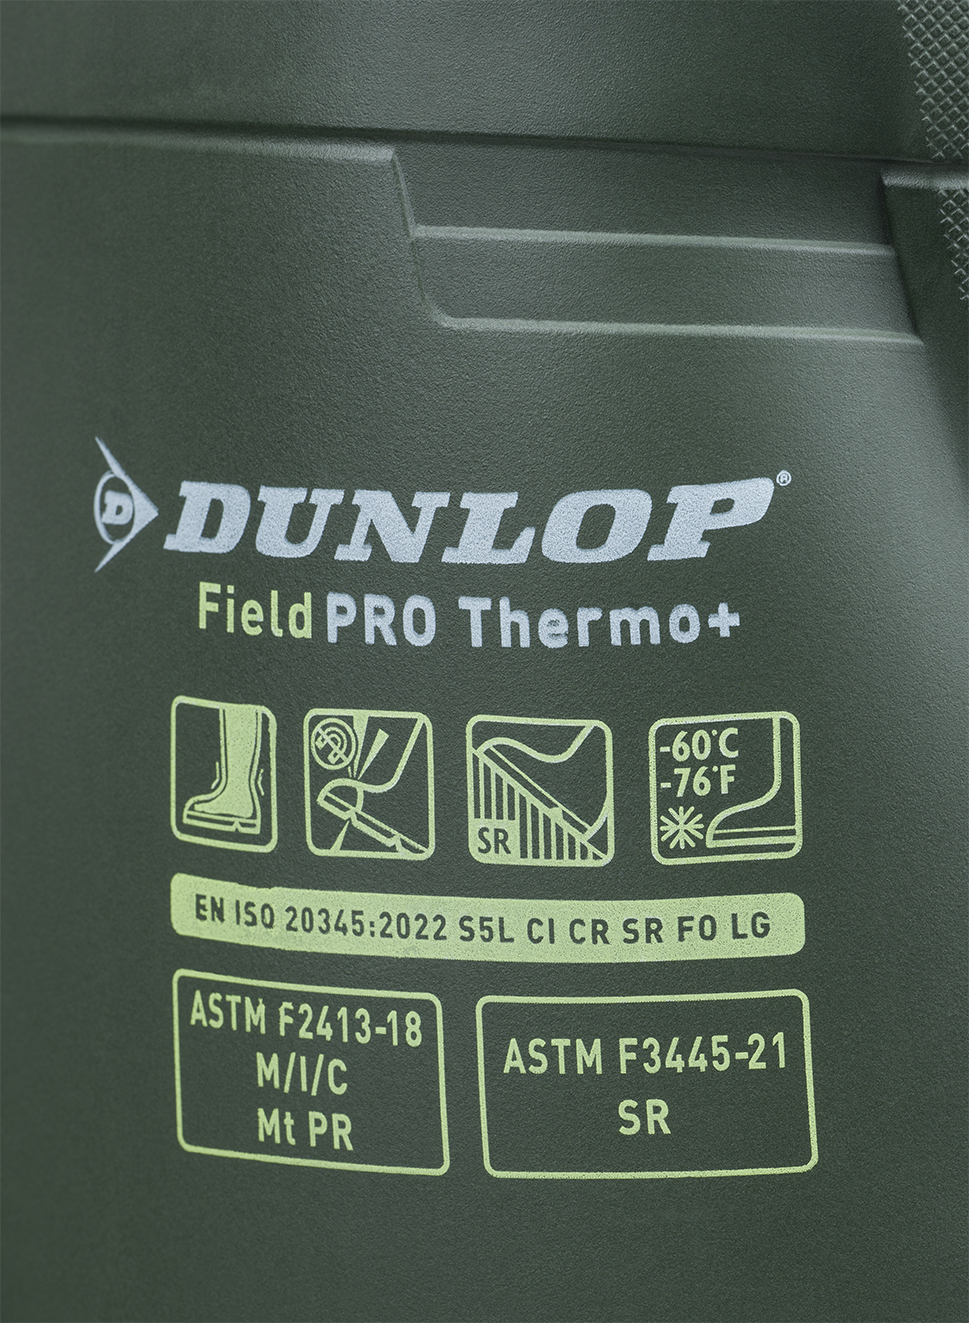 D DUNLOP®
Field PRO Thermo+
-60°C
-76°F
SR
EN ISO 20345:2022 S5L CI CR SR FO LG
ASTM F2413-18
M/I/C
Mt PR
ASTM F3445-21
SR